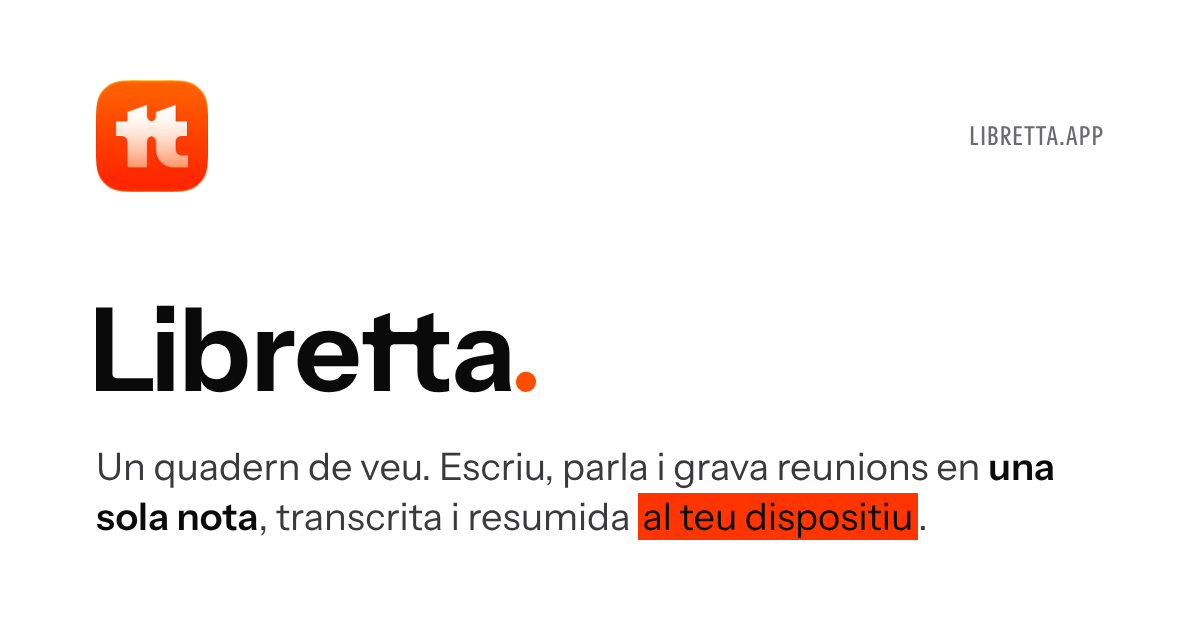 tt
LIBRETTA.APP
Libretta.
Un quadern de veu. Escriu, parla i grava reunions en una
sola nota, transcrita i resumida al teu dispositiu.